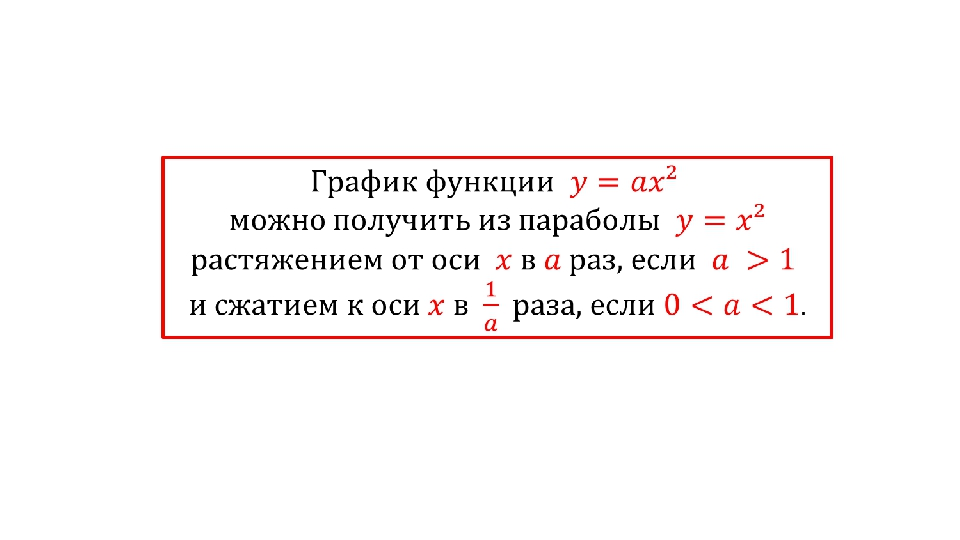 График функции y = ax²
можно получить из параболы y = x²
растяжением от оси x в a раз, если a > 1
и сжатием к оси x в 1/a раза, если 0 < a < 1.